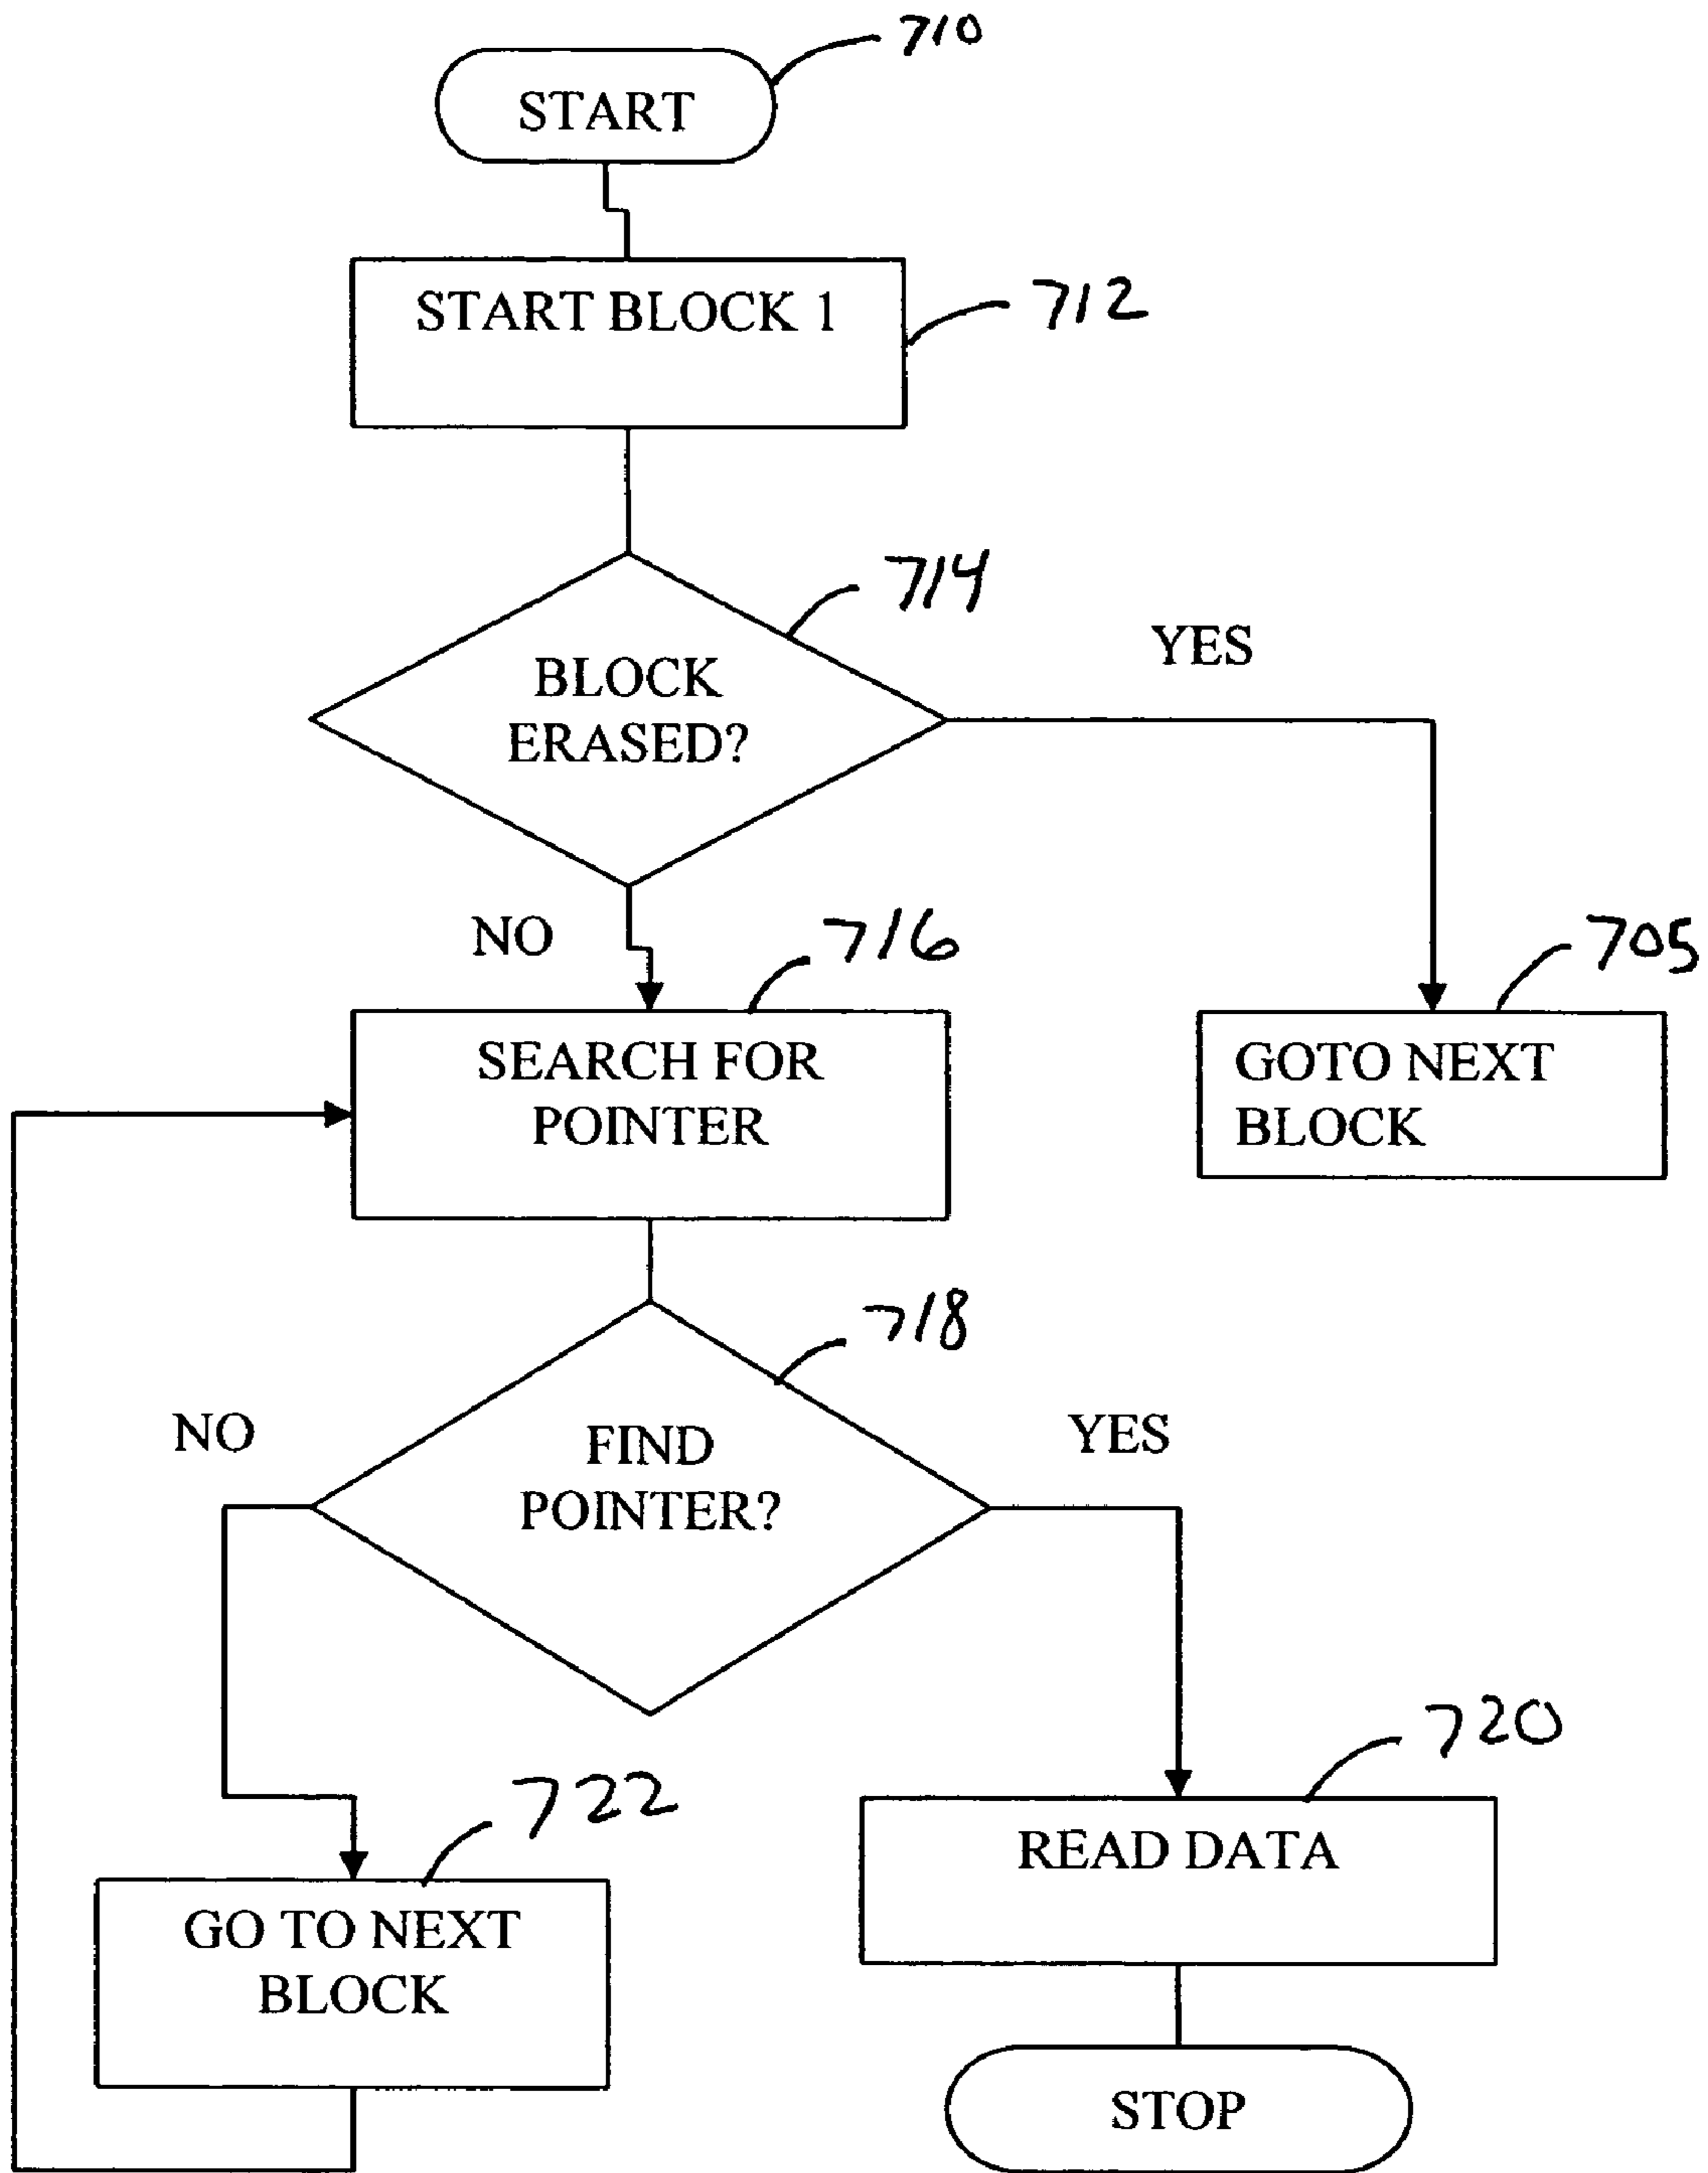 710
START
START BLOCK 1
712
714
YES
BLOCK
ERASED?
NO
716
705
SEARCH FOR
POINTER
GOTO NEXT
BLOCK
718
NO
YES
FIND
POINTER?
720
722
READ DATA
GO TO NEXT
BLOCK
STOP